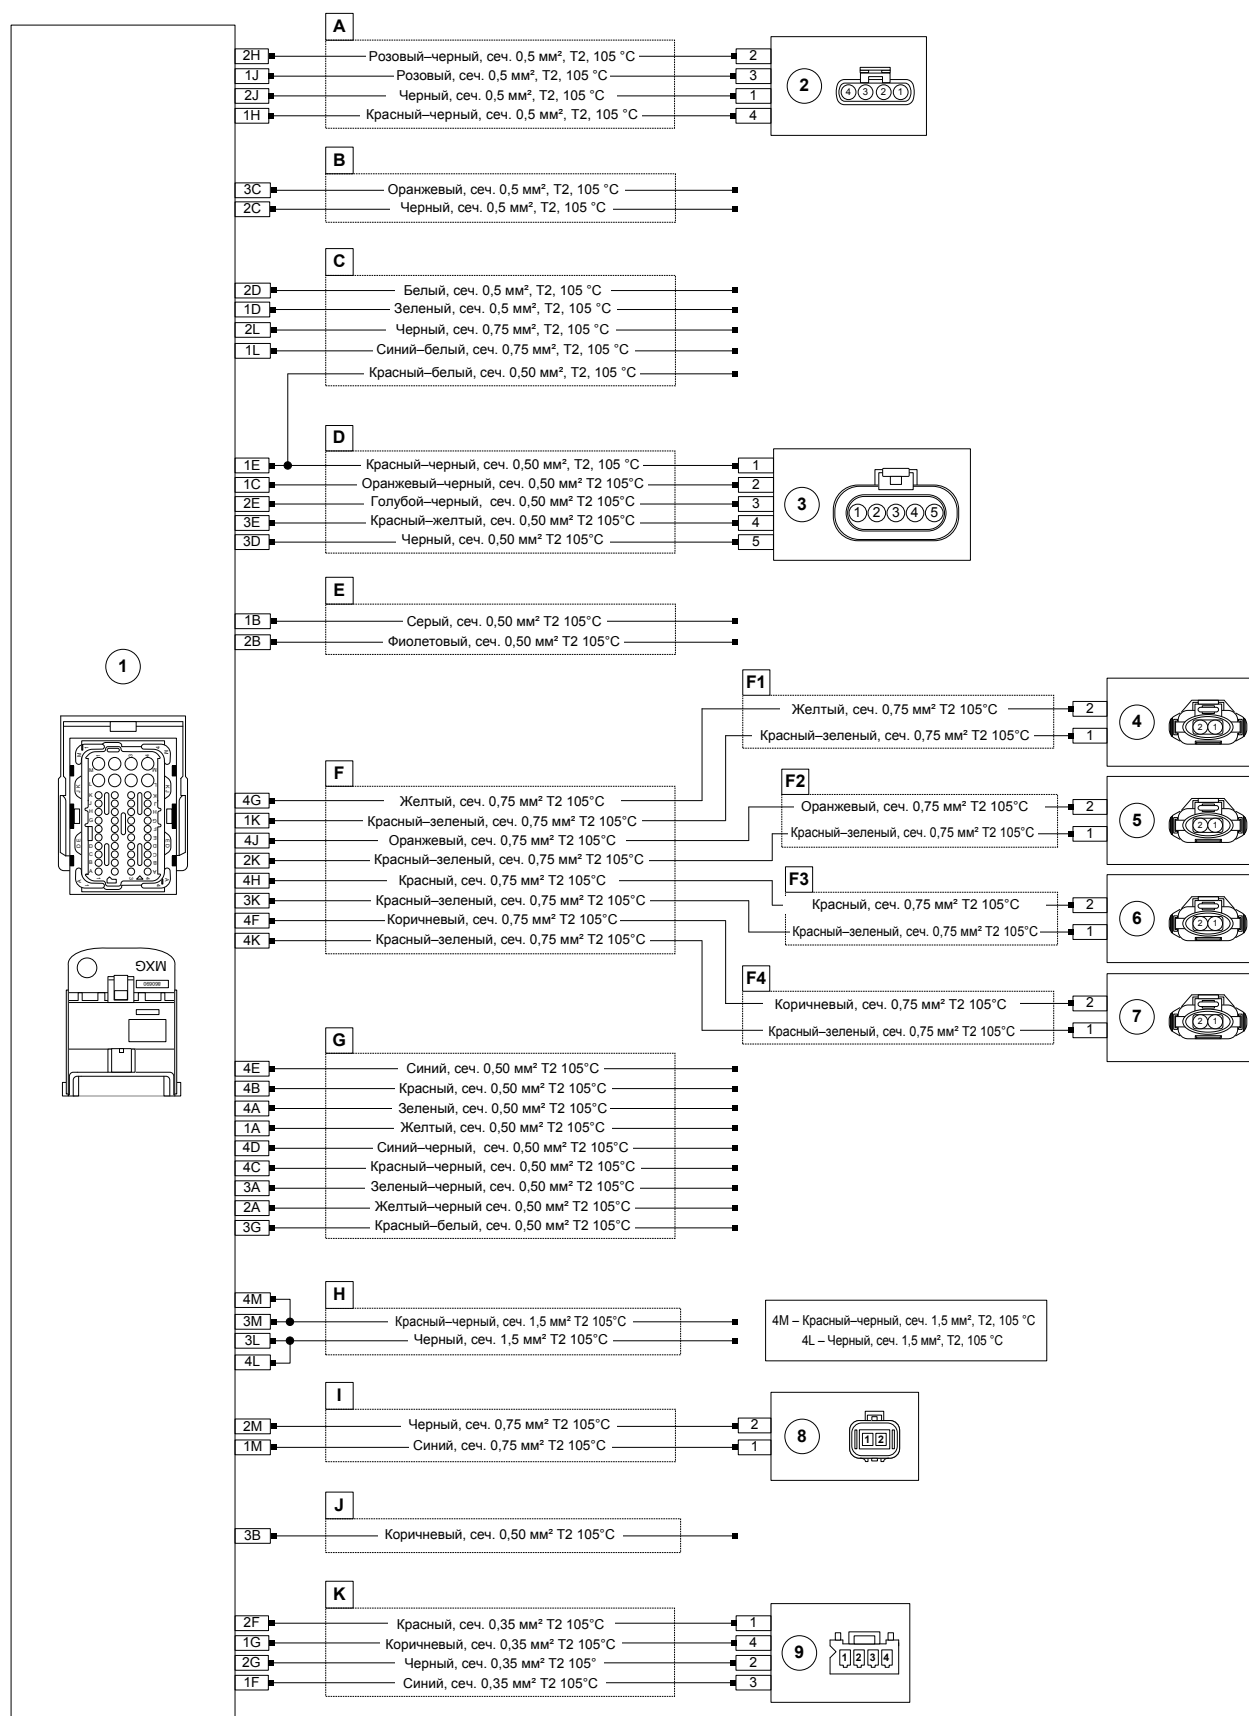 A
2H Розовый–черный, сеч. 0,5 мм², Т2, 105 °C 2
1J Розовый, сеч. 0,5 мм², Т2, 105 °C 3
2J Черный, сеч. 0,5 мм², Т2, 105 °C 1
1H Красный–черный, сеч. 0,5 мм², Т2, 105 °C 4
2
4 3 2 1
B
3C Оранжевый, сеч. 0,5 мм², Т2, 105 °C
2C Черный, сеч. 0,5 мм², Т2, 105 °C
C
2D Белый, сеч. 0,5 мм², Т2, 105 °C
1D Зеленый, сеч. 0,5 мм², Т2, 105 °C
2L Черный, сеч. 0,75 мм², Т2, 105 °C
1L Синий–белый, сеч. 0,75 мм², Т2, 105 °C
Красный–белый, сеч. 0,50 мм², Т2, 105 °C
D
1E Красный–черный, сеч. 0,50 мм², Т2, 105 °C 1
1C Оранжевый–черный, сеч. 0,50 мм² Т2 105°C 2
2E Голубой–черный, сеч. 0,50 мм² Т2 105°C 3
3E Красный–желтый, сеч. 0,50 мм² Т2 105°C 4
3D Черный, сеч. 0,50 мм² Т2 105°C 5
3
1 2 3 4 5
E
1B Серый, сеч. 0,50 мм² Т2 105°C
2B Фиолетовый, сеч. 0,50 мм² Т2 105°C
1
F1
Желтый, сеч. 0,75 мм² Т2 105°C 2
Красный–зеленый, сеч. 0,75 мм² Т2 105°C 1
4
2 1
F
4G Желтый, сеч. 0,75 мм² Т2 105°C
1K Красный–зеленый, сеч. 0,75 мм² Т2 105°C
4J Оранжевый, сеч. 0,75 мм² Т2 105°C
2K Красный–зеленый, сеч. 0,75 мм² Т2 105°C
4H Красный, сеч. 0,75 мм² Т2 105°C
3K Красный–зеленый, сеч. 0,75 мм² Т2 105°C
4F Коричневый, сеч. 0,75 мм² Т2 105°C
4K Красный–зеленый, сеч. 0,75 мм² Т2 105°C
F2
Оранжевый, сеч. 0,75 мм² Т2 105°C 2
Красный–зеленый, сеч. 0,75 мм² Т2 105°C 1
5
2 1
F3
Красный, сеч. 0,75 мм² Т2 105°C 2
Красный–зеленый, сеч. 0,75 мм² Т2 105°C 1
6
2 1
F4
Коричневый, сеч. 0,75 мм² Т2 105°C 2
Красный–зеленый, сеч. 0,75 мм² Т2 105°C 1
7
2 1
MXG
G
4E Синий, сеч. 0,50 мм² Т2 105°C
4B Красный, сеч. 0,50 мм² Т2 105°C
4A Зеленый, сеч. 0,50 мм² Т2 105°C
1A Желтый, сеч. 0,50 мм² Т2 105°C
4D Синий–черный, сеч. 0,50 мм² Т2 105°C
4C Красный–черный, сеч. 0,50 мм² Т2 105°C
3A Зеленый–черный, сеч. 0,50 мм² Т2 105°C
2A Желтый–черный сеч. 0,50 мм² Т2 105°C
3G Красный–белый, сеч. 0,50 мм² Т2 105°C
H
4M
3M Красный–черный, сеч. 1,5 мм² Т2 105°C
3L Черный, сеч. 1,5 мм² Т2 105°C
4L
4M – Красный–черный, сеч. 1,5 мм², Т2, 105 °C
4L – Черный, сеч. 1,5 мм², Т2, 105 °C
I
2M Черный, сеч. 0,75 мм² Т2 105°C 2
1M Синий, сеч. 0,75 мм² Т2 105°C 1
8
1 2
J
3B Коричневый, сеч. 0,50 мм² Т2 105°C
K
2F Красный, сеч. 0,35 мм² Т2 105°C 1
1G Коричневый, сеч. 0,35 мм² Т2 105°C 4
2G Черный, сеч. 0,35 мм² Т2 105° 2
1F Синий, сеч. 0,35 мм² Т2 105°C 3
9
1 2 3 4